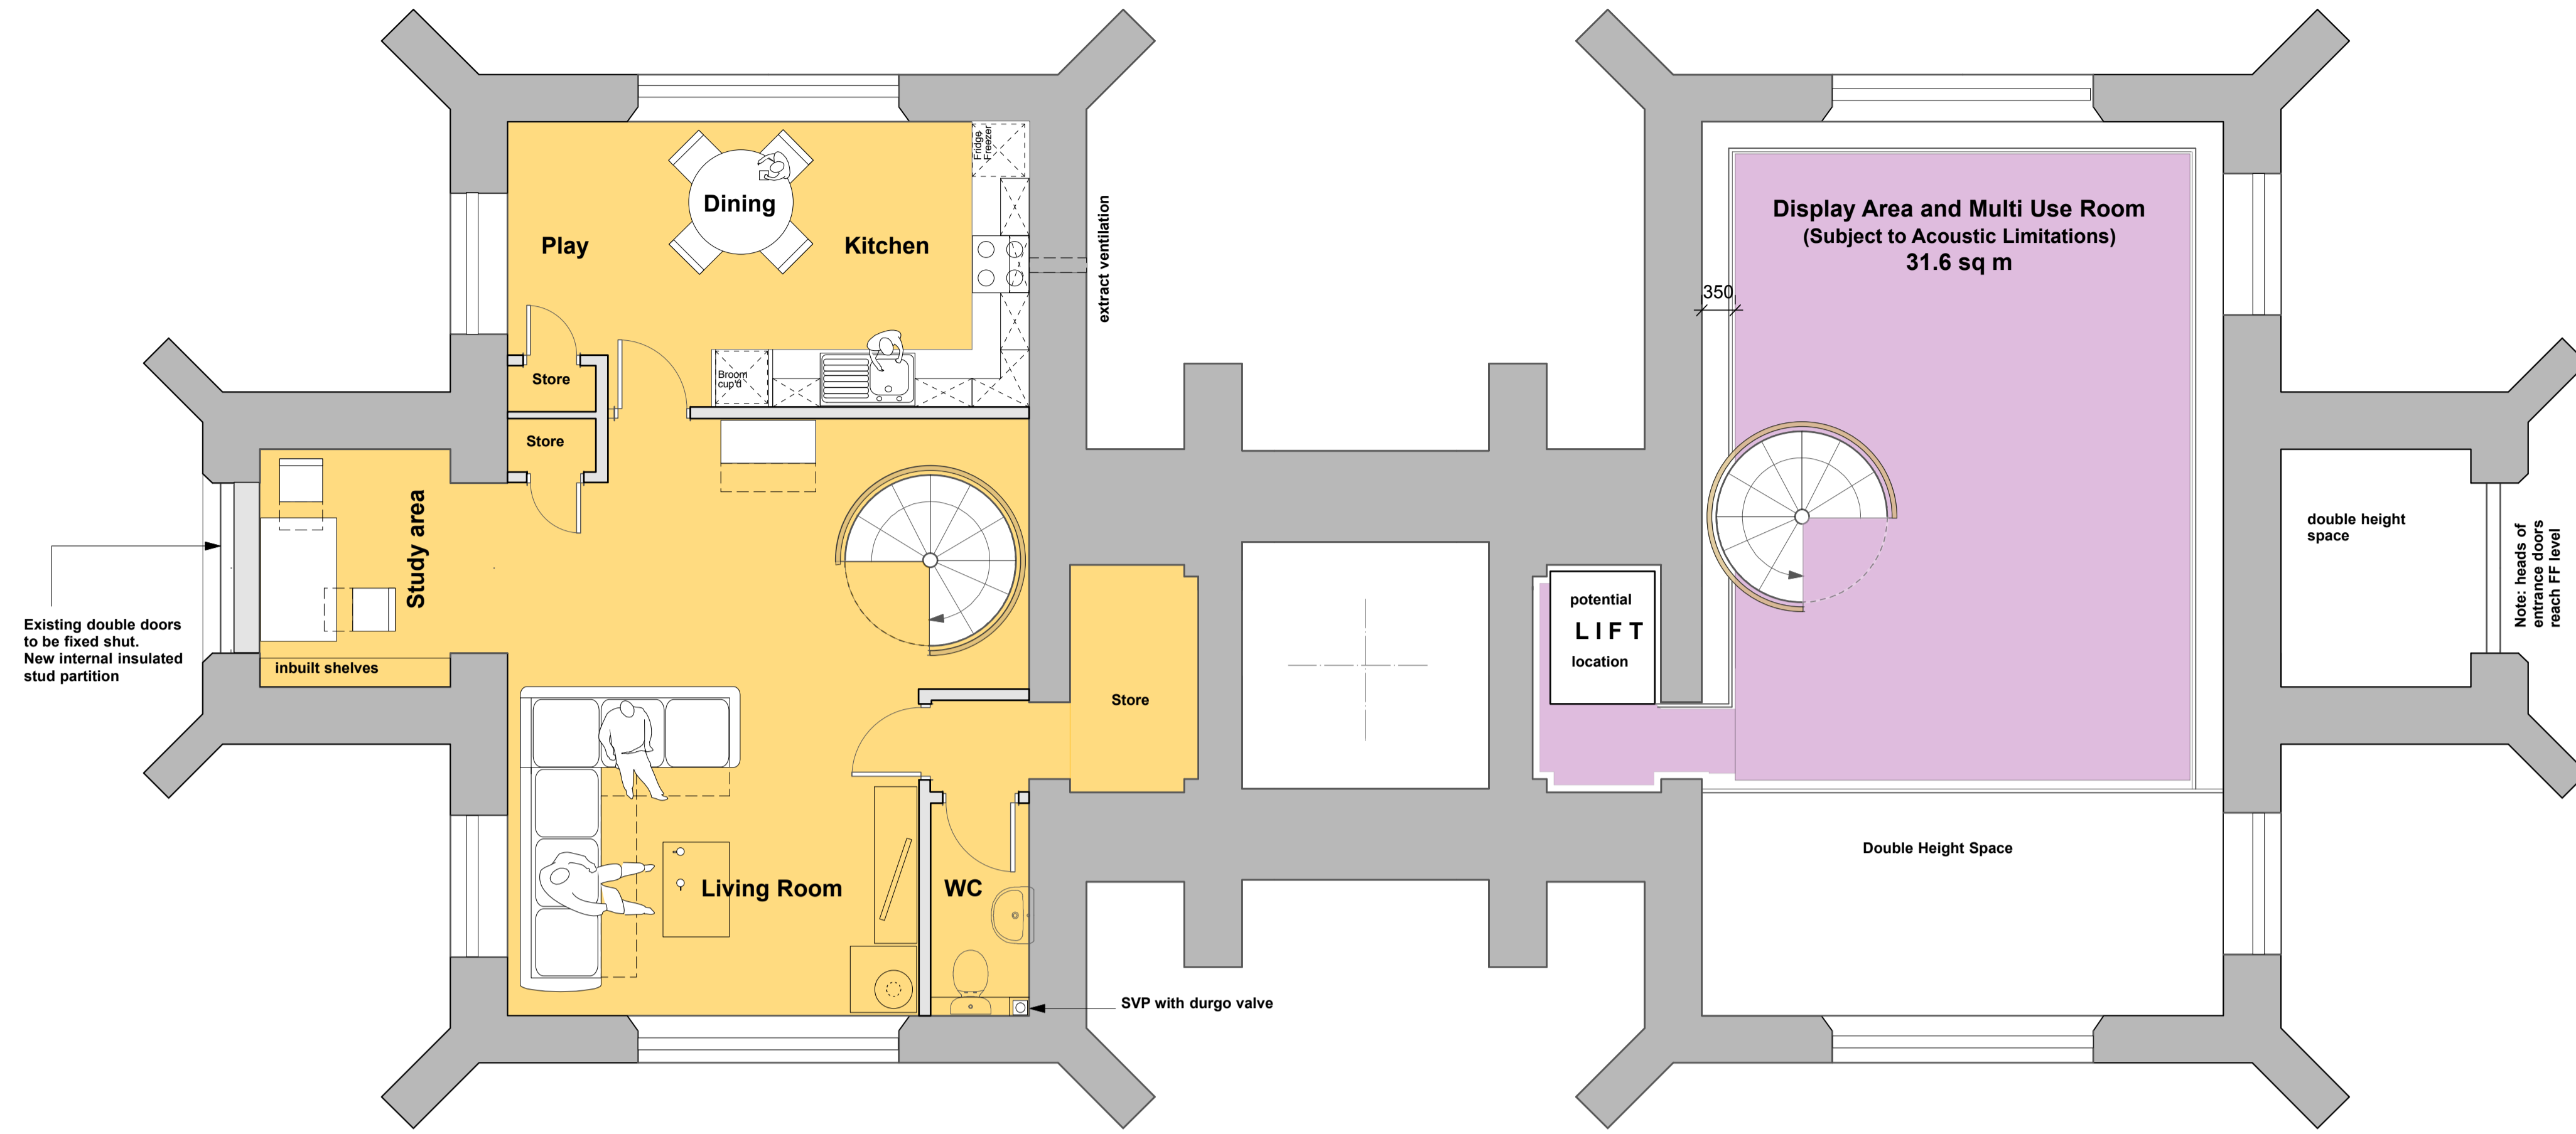 Fridge
Freezer
Dining
Play
Kitchen
extract ventilation
Store
Broom
cup'd
Store
Study area
inbuilt shelves
Existing double doors
to be fixed shut.
New internal insulated
stud partition
Store
Living Room
WC
SVP with durgo valve
Display Area and Multi Use Room
(Subject to Acoustic Limitations)
31.6 sq m
350
potential
LIFT
location
double height
space
Note: heads of
entrance doors
reach FF level
Double Height Space